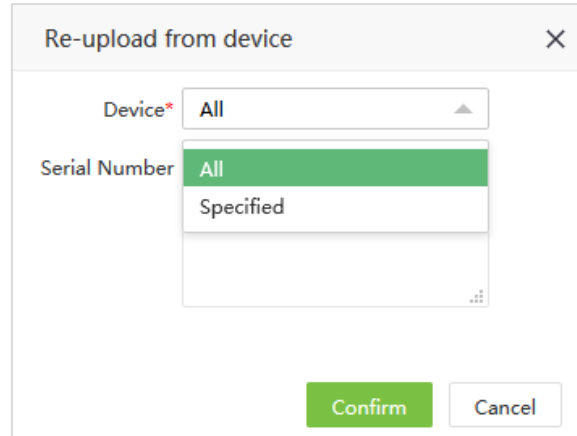 Re-upload from device
Device* All
Serial Number All
Specified
Confirm Cancel